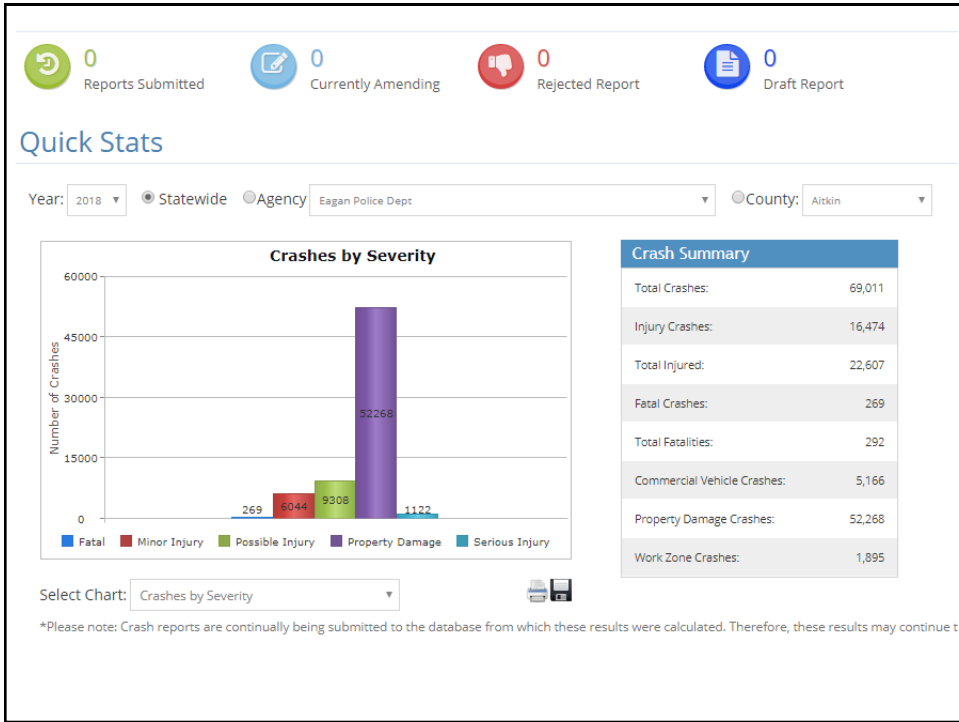 0
Reports Submitted
0
Currently Amending
0
Rejected Report
0
Draft Report
Quick Stats
Year: 2018 Statewide Agency Eagan Police Dept County: Aitkin
Crashes by Severity
Number of Crashes
60000
45000
30000
15000
0
269
6044
9308
52268
1122
Fatal Minor Injury Possible Injury Property Damage Serious Injury
Crash Summary
Total Crashes: 69,011
Injury Crashes: 16,474
Total Injured: 22,607
Fatal Crashes: 269
Total Fatalities: 292
Commercial Vehicle Crashes: 5,166
Property Damage Crashes: 52,268
Work Zone Crashes: 1,895
Select Chart: Crashes by Severity
*Please note: Crash reports are continually being submitted to the database from which these results were calculated. Therefore, these results may continue t